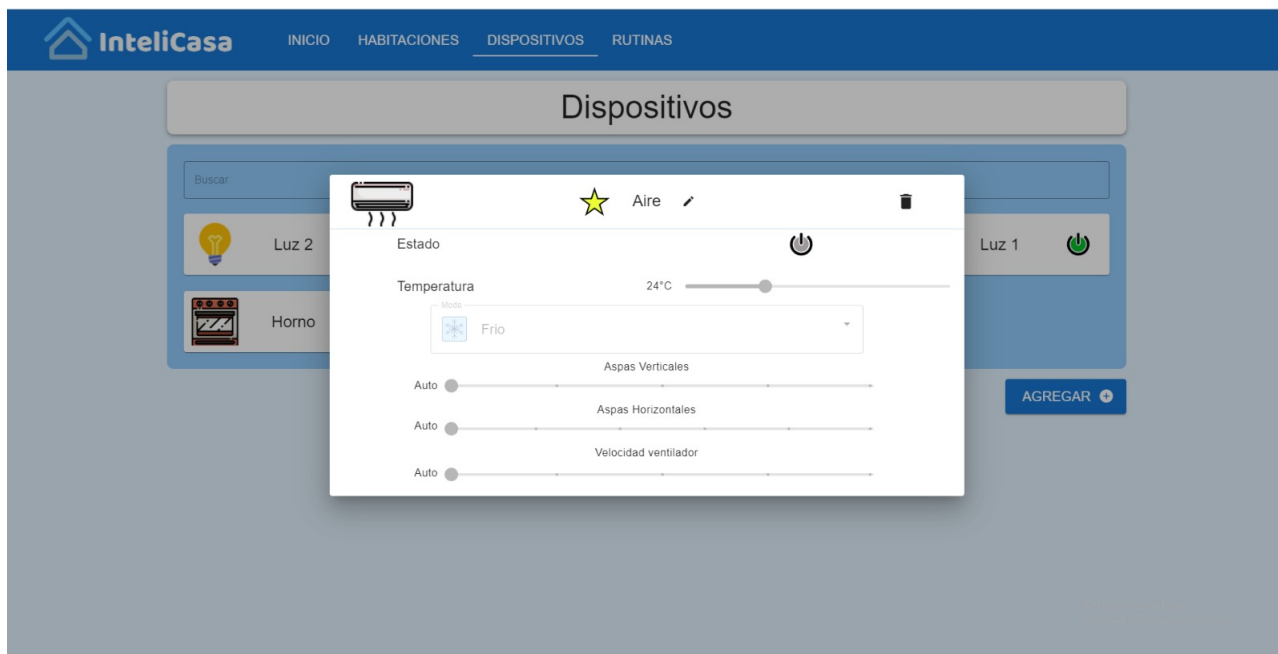 InteliCasa INICIO HABITACIONES DISPOSITIVOS RUTINAS
Dispositivos
Buscar
Aire
Luz 2
Luz 1
Estado
Temperatura 24°C
Modo
Frio
Horno
Aspas Verticales
Auto
Aspas Horizontales
Auto
Velocidad ventilador
Auto
AGREGAR